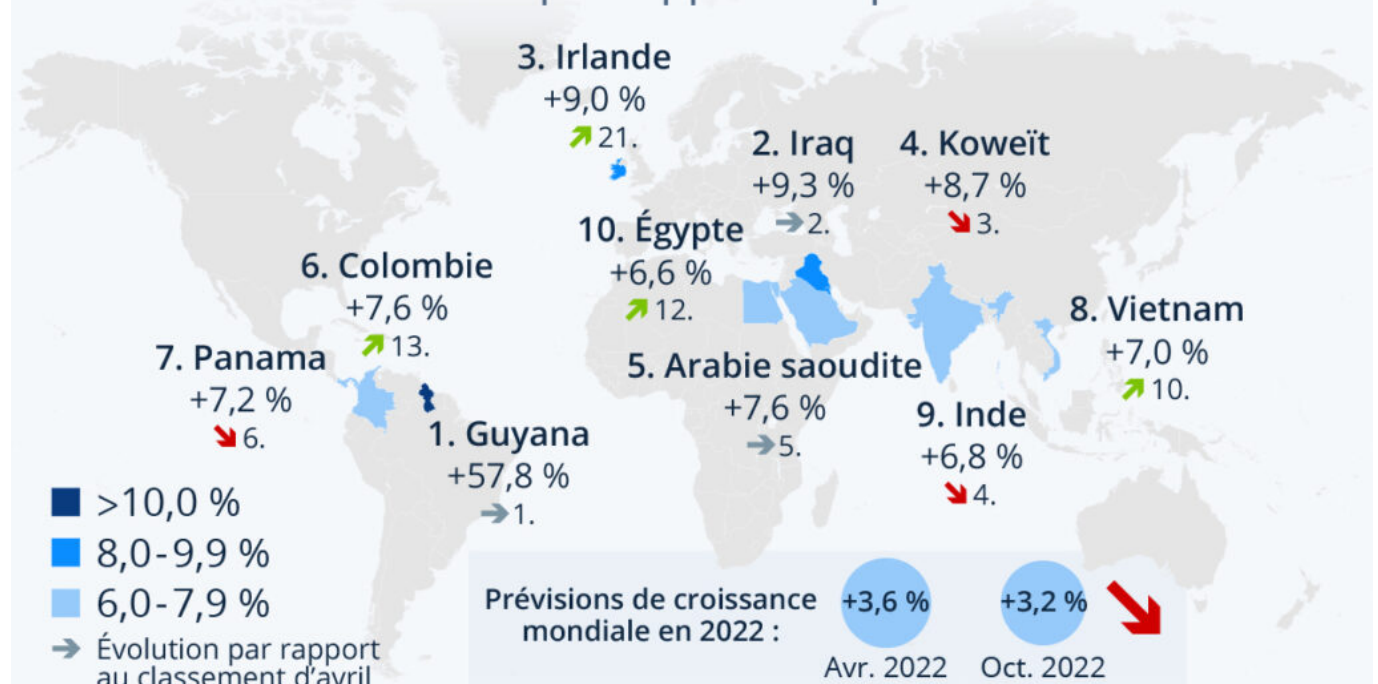 3. Irlande
+9,0 %
21.
2. Iraq
+9,3 %
2.
4. Koweït
+8,7 %
3.
10. Égypte
+6,6 %
12.
6. Colombie
+7,6 %
13.
8. Vietnam
+7,0 %
10.
7. Panama
+7,2 %
6.
5. Arabie saoudite
+7,6 %
5.
9. Inde
+6,8 %
4.
1. Guyana
+57,8 %
1.
>10,0 %
8,0-9,9 %
6,0-7,9 %
Évolution par rapport
au classement d'avril
Prévisions de croissance
mondiale en 2022 :
+3,6 %
Avr. 2022
+3,2 %
Oct. 2022